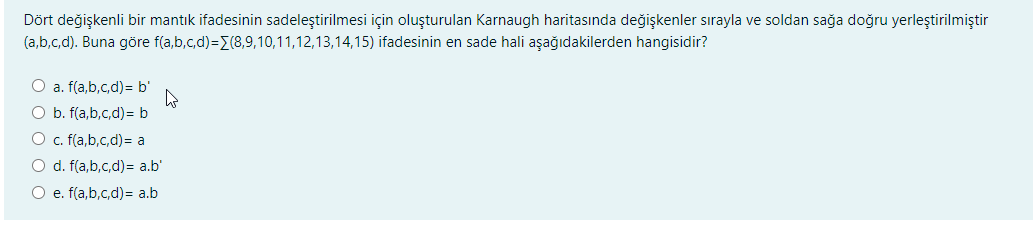 Dört değişkenli bir mantık ifadesinin sadeleştirilmesi için oluşturulan Karnaugh haritasında değişkenler sırayla ve soldan sağa doğru yerleştirilmiştir
(a,b,c,d). Buna göre f(a,b,c,d)=∑(8,9,10,11,12,13,14,15) ifadesinin en sade hali aşağıdakilerden hangisidir?
a. f(a,b,c,d)= b'
b. f(a,b,c,d)= b
c. f(a,b,c,d)= a
d. f(a,b,c,d)= a.b'
e. f(a,b,c,d)= a.b